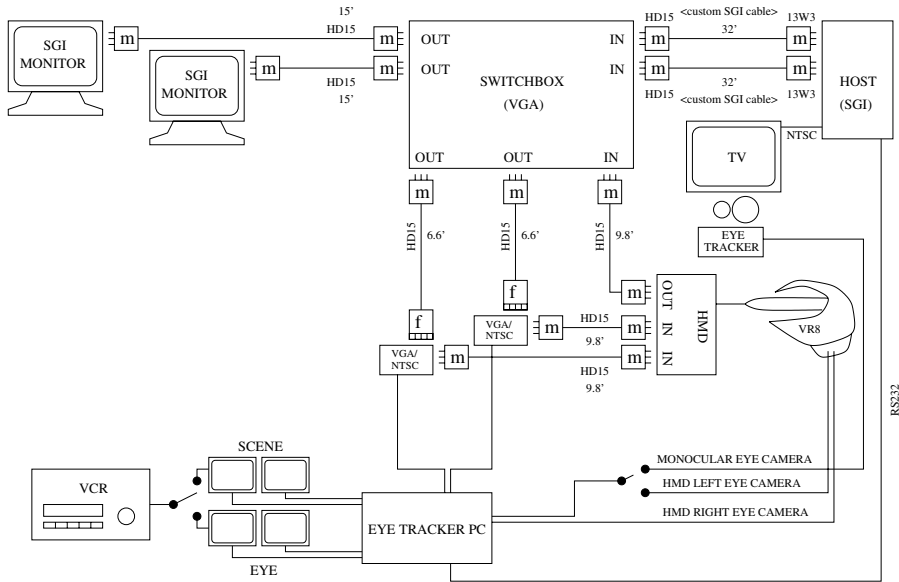 15’
HD15
m
m
SGI
MONITOR
m
SGI
MONITOR
m
HD15
15’
OUT
OUT
IN
IN
SWITCHBOX
(VGA)
OUT
OUT
IN
HD15
<custom SGI cable>
13W3
32’
m
m
m
m
32’
HD15
<custom SGI cable>
13W3
HOST
(SGI)
NTSC
TV
EYE
TRACKER
m
m
m
HD15
6.6’
HD15
6.6’
HD15
9.8’
f
f
m
OUT
IN
IN
HMD
VR8
VGA/
NTSC
m
HD15
9.8’
m
VGA/
NTSC
m
HD15
9.8’
m
RS232
SCENE
VCR
EYE
EYE TRACKER PC
MONOCULAR EYE CAMERA
HMD LEFT EYE CAMERA
HMD RIGHT EYE CAMERA